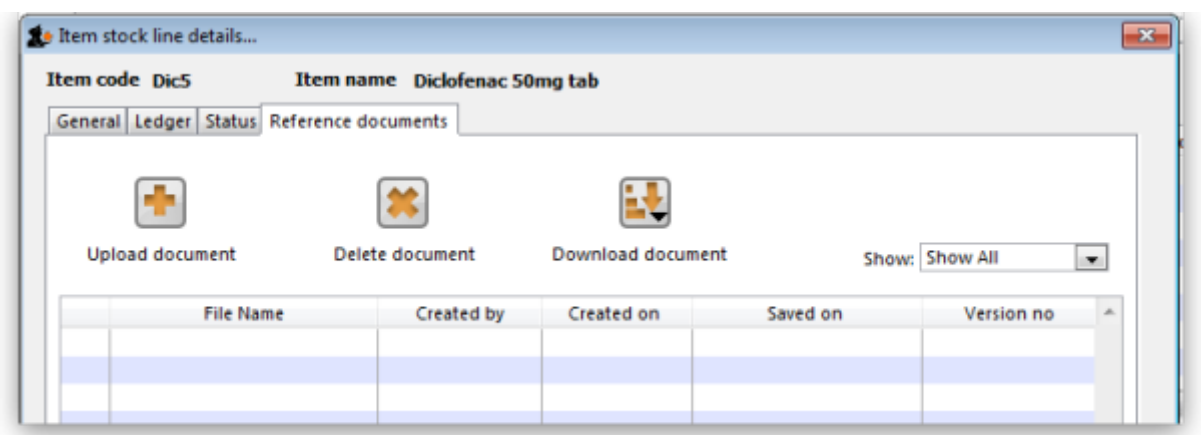 Item stock line details...
Item code Dic5 Item name Diclofenac 50mg tab
General Ledger Status Reference documents
Upload document Delete document Download document Show: Show All
File Name Created by Created on Saved on Version no